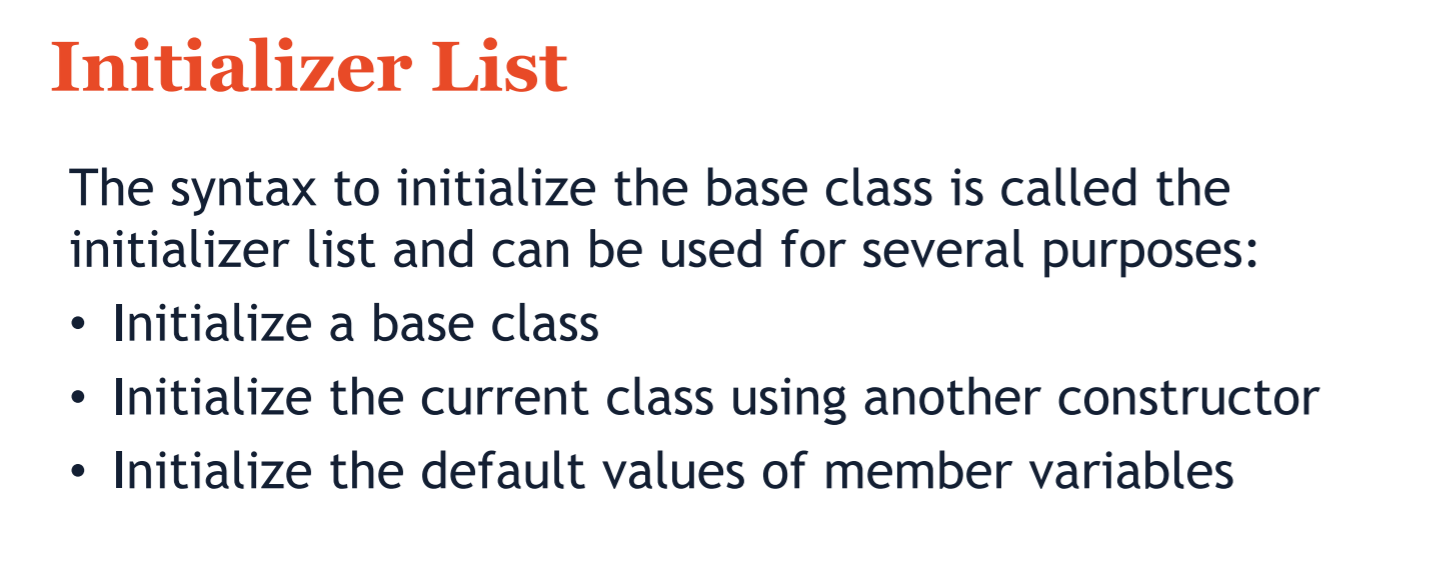 Initializer List
The syntax to initialize the base class is called the
initializer list and can be used for several purposes:
• Initialize a base class
• Initialize the current class using another constructor
• Initialize the default values of member variables